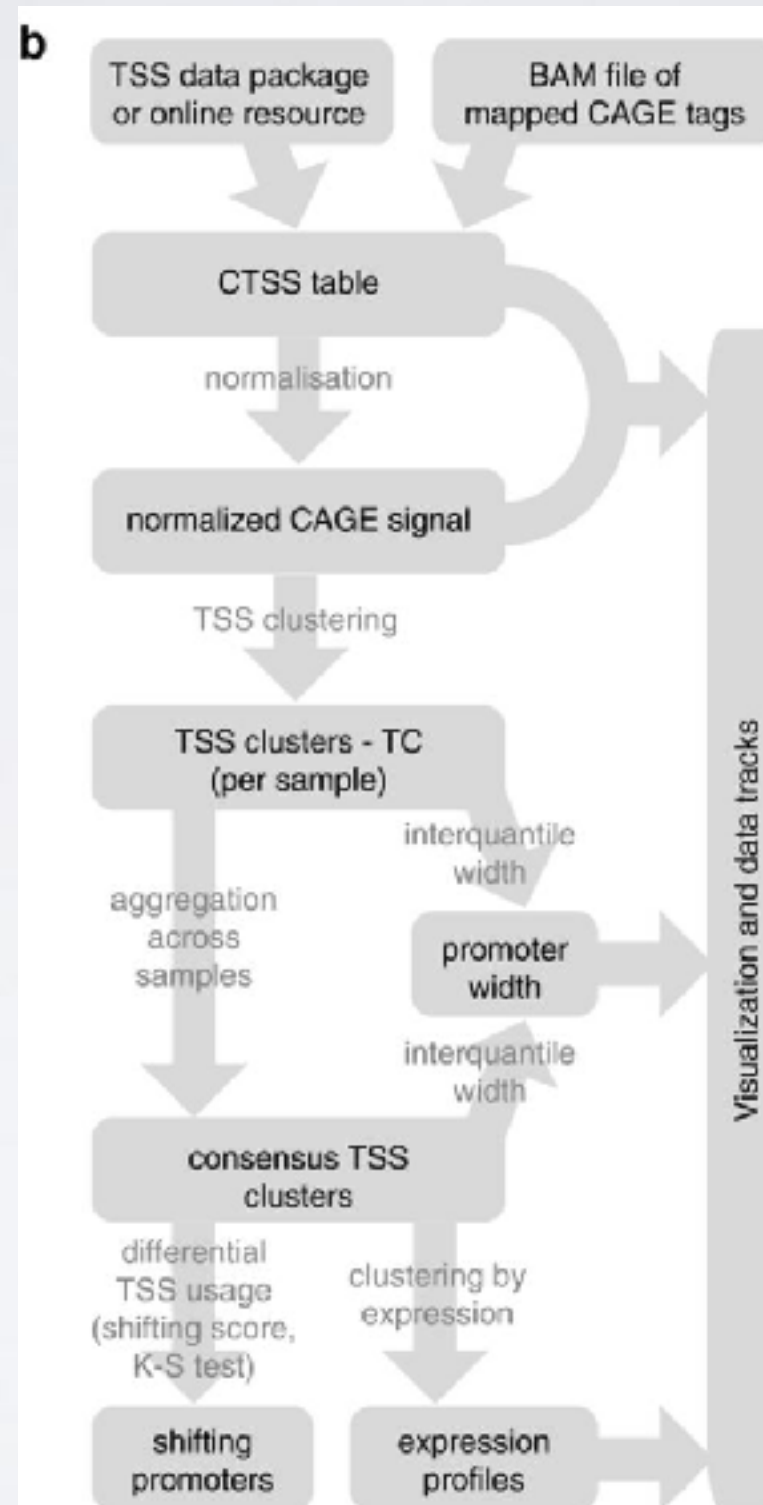 b
TSS data package
or online resource
BAM file of
mapped CAGE tags
CTSS table
normalisation
normalized CAGE signal
TSS clustering
TSS clusters - TC
(per sample)
interquantile
width
aggregation
across
samples
promoter
width
interquantile
width
consensus TSS
clusters
differential
TSS usage
(shifting score,
K-S test)
clustering by
expression
shifting
promoters
expression
profiles
Visualization and data tracks